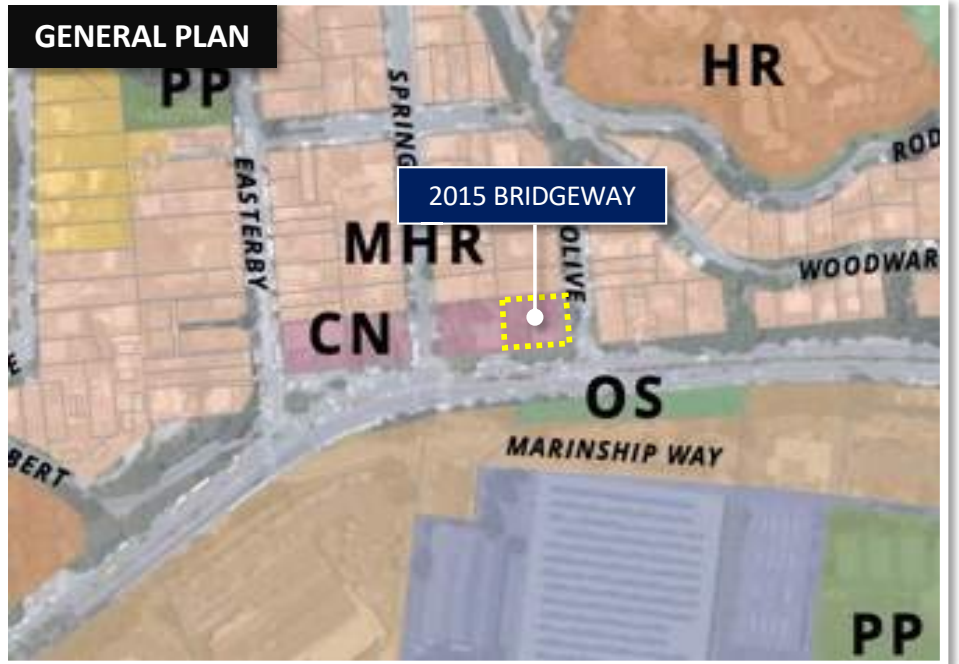 GENERAL PLAN
PP
HR
SPRING
ROD
EASTERBY
2015 BRIDGEWAY
MHR
OLIVE
WOODWAR
CN
OS
MARINSHIP WAY
BERT
PP